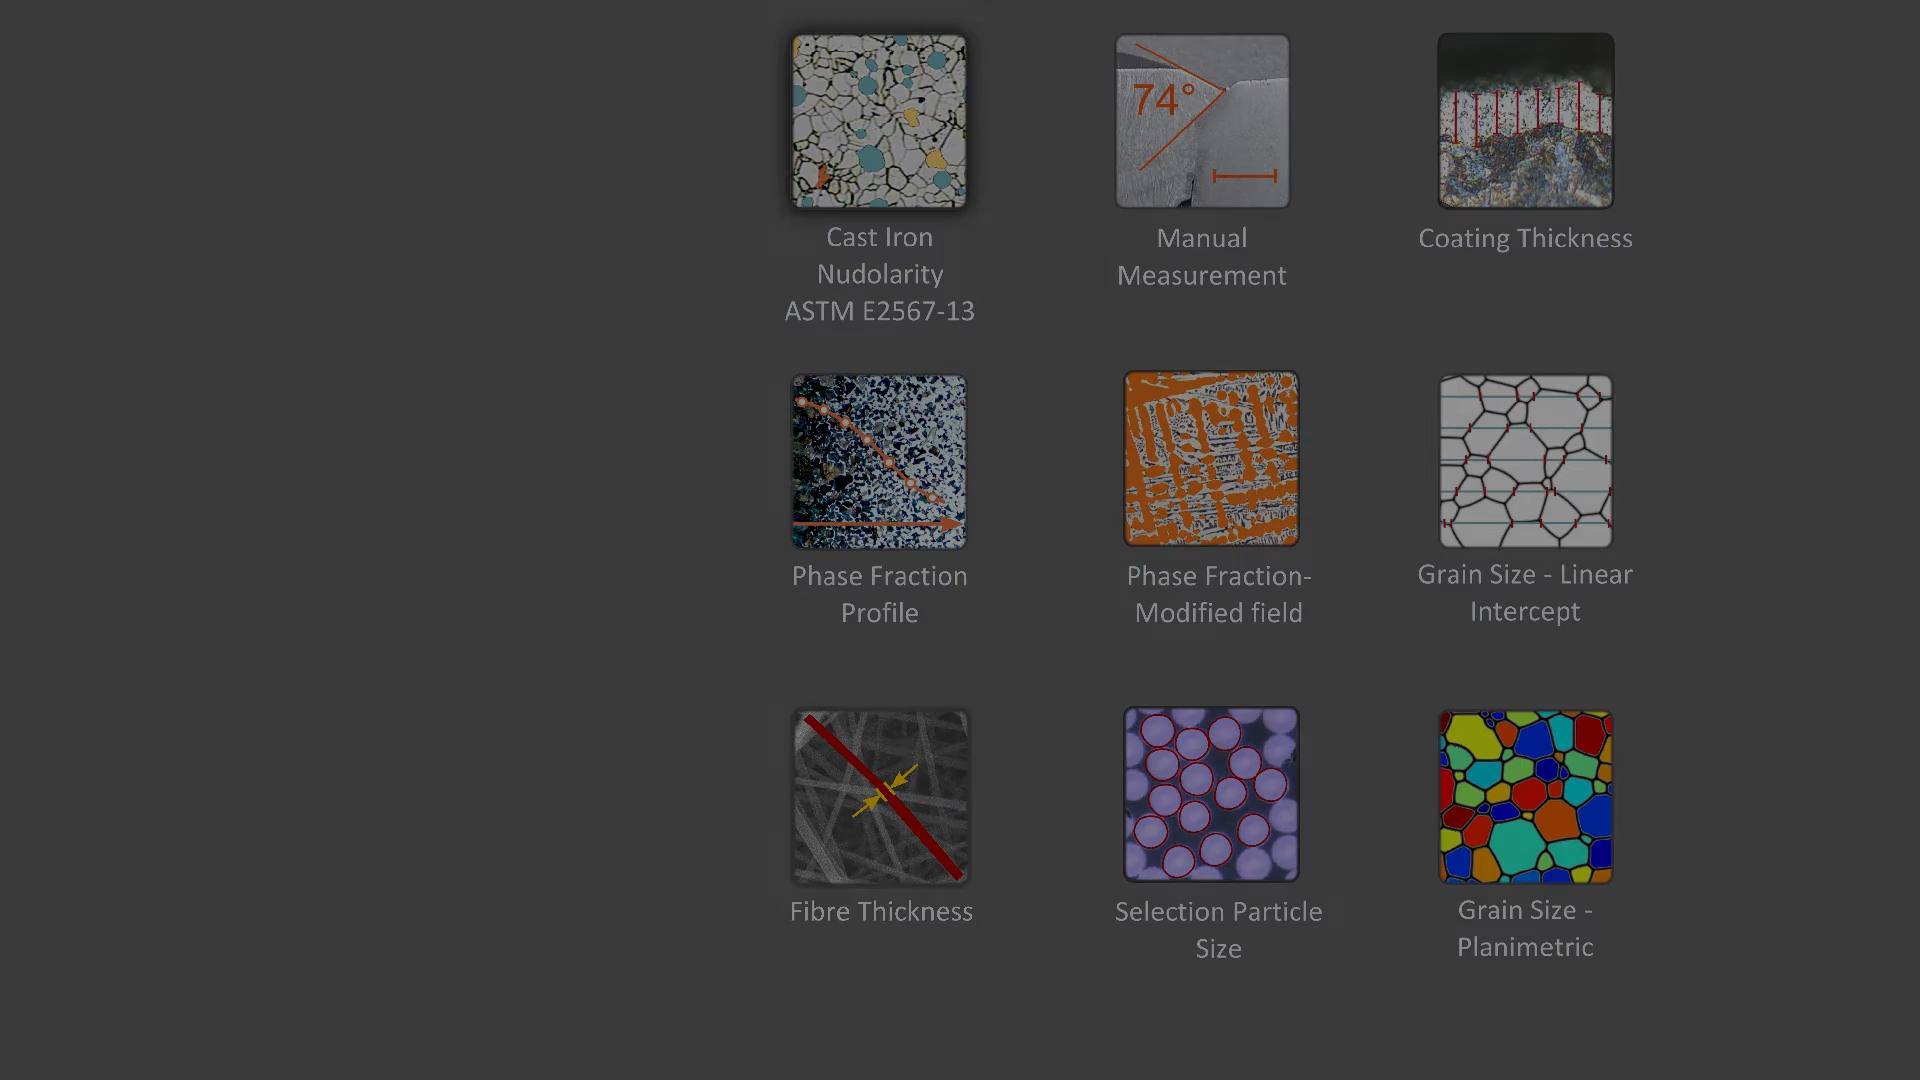 74°
Cast Iron
Nudolarity
ASTM E2567-13
Manual
Measurement
Coating Thickness
Phase Fraction
Profile
Phase Fraction-
Modified field
Grain Size - Linear
Intercept
Fibre Thickness
Selection Particle
Size
Grain Size -
Planimetric